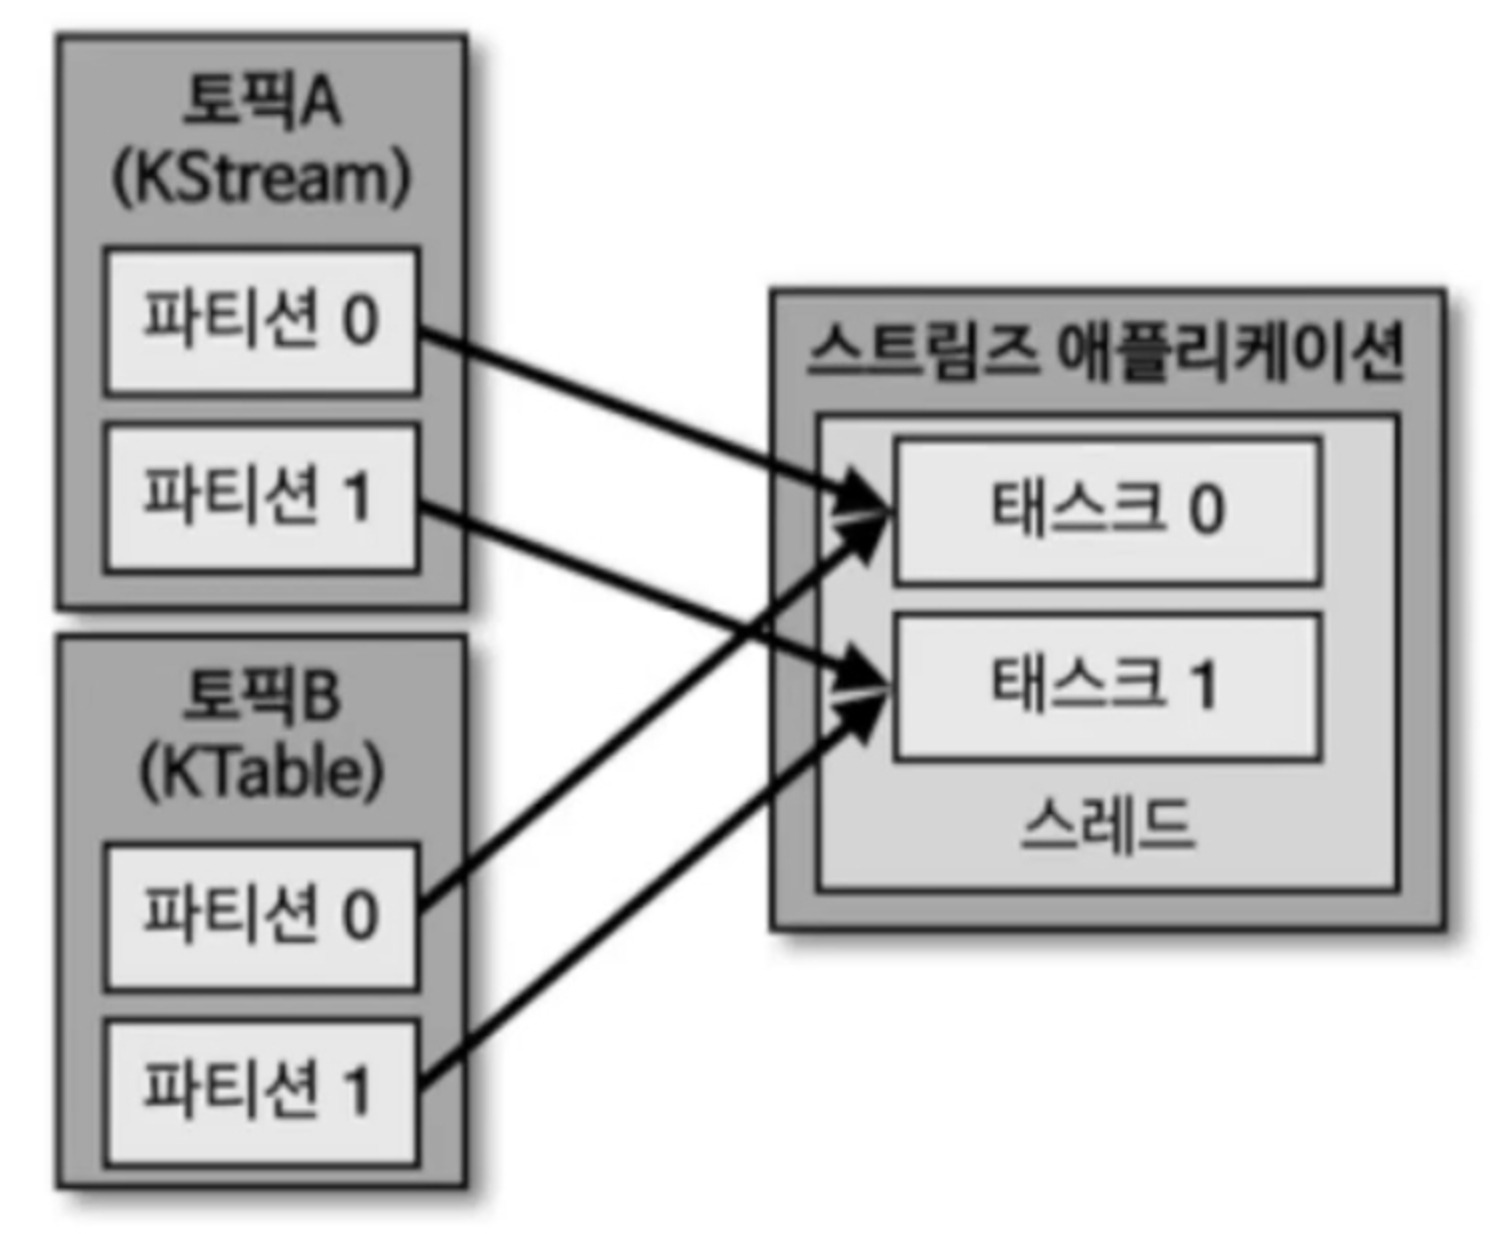 토픽A
(KStream)
파티션 0
파티션 1
토픽B
(KTable)
파티션 0
파티션 1
스트림즈 애플리케이션
태스크 0
태스크 1
스레드